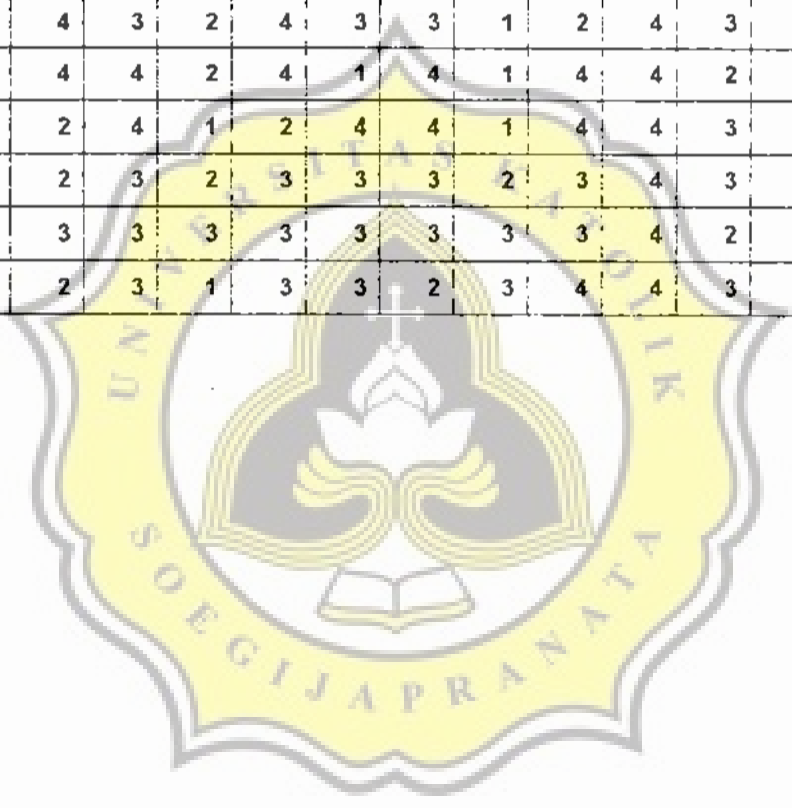 4 3 2 4 3 3 1 2 4 3
4 4 2 4 1 4 1 4 4 2
2 4 1 2 4 4 1 4 4 3
2 3 2 3 3 3 2 3 4 3
3 3 3 3 3 3 3 3 4 2
2 3 1 3 3 2 3 4 4 3
UNIVERSITAS KATOLIK
SOEGIJAPRANATA